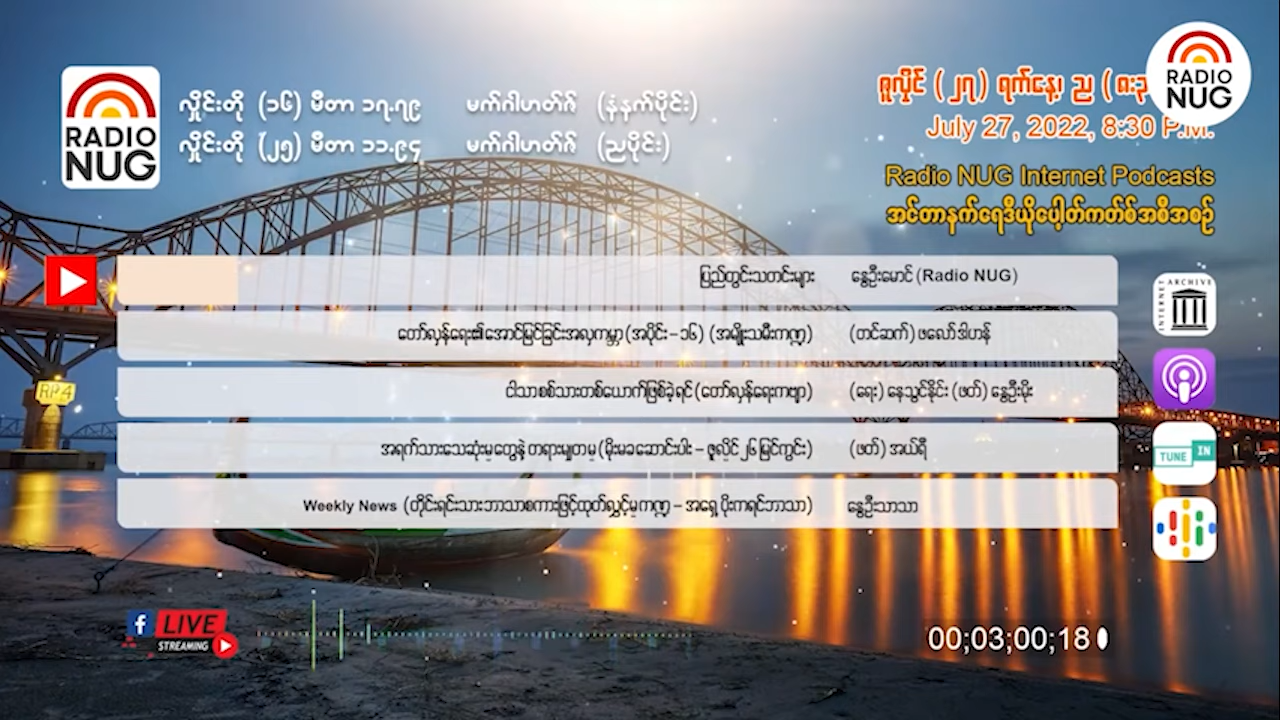 RADIO
NUG
လှိုင်းတို (၁၆) မီတာ ၁၇.၇၉ မက်ဂါဟတ်ဇ် (နံနက်ပိုင်း)
လှိုင်းတို (၂၅) မီတာ ၁၁.၉၄ မက်ဂါဟတ်ဇ် (ညပိုင်း)
ဇူလိုင် (၂၇) ရက်နေ့၊ ည (၈:၃
RADIO
NUG
July 27, 2022, 8:30 P.M.
Radio NUG Internet Podcasts
အင်တာနက်ရေဒီယိုပေါ့တ်ကတ်စ်အစီအစဉ်
ပြည်တွင်းသတင်းများ နွေဦးမောင် (Radio NUG)
တော်လှန်ရေး၏အောင်မြင်ခြင်းအလှကမ္ဘာ (အပိုင်း – ၁၆) (အမျိုးသမီးကဏ္ဍ) (တင်ဆက်) ဖလော်ဒါဟန်
ငါသာစစ်သားတစ်ယောက်ဖြစ်ခဲ့ရင် (တော်လှန်ရေးကဗျာ) (ရေး) နေသွင်နိုင်း (ဖတ်) နွေဦးမိုး
အရက်သားသေဆုံးမှုတွေနဲ့ တရားမျှတမှု (မိုးမခဆောင်းပါး – ဇူလိုင် ၂၆ မြင်ကွင်း) (ဖတ်) အယ်ရီ
Weekly News (တိုင်းရင်းသားဘာသာစကားဖြင့်ထုတ်လွှင့်မှုကဏ္ဍ – အရှေ့ပိုးကရင်ဘာသာ) နွေဦးသာသာ
INTERNET ARCHIVE
TUNE IN
RP4
f LIVE
STREAMING
00;03;00;18